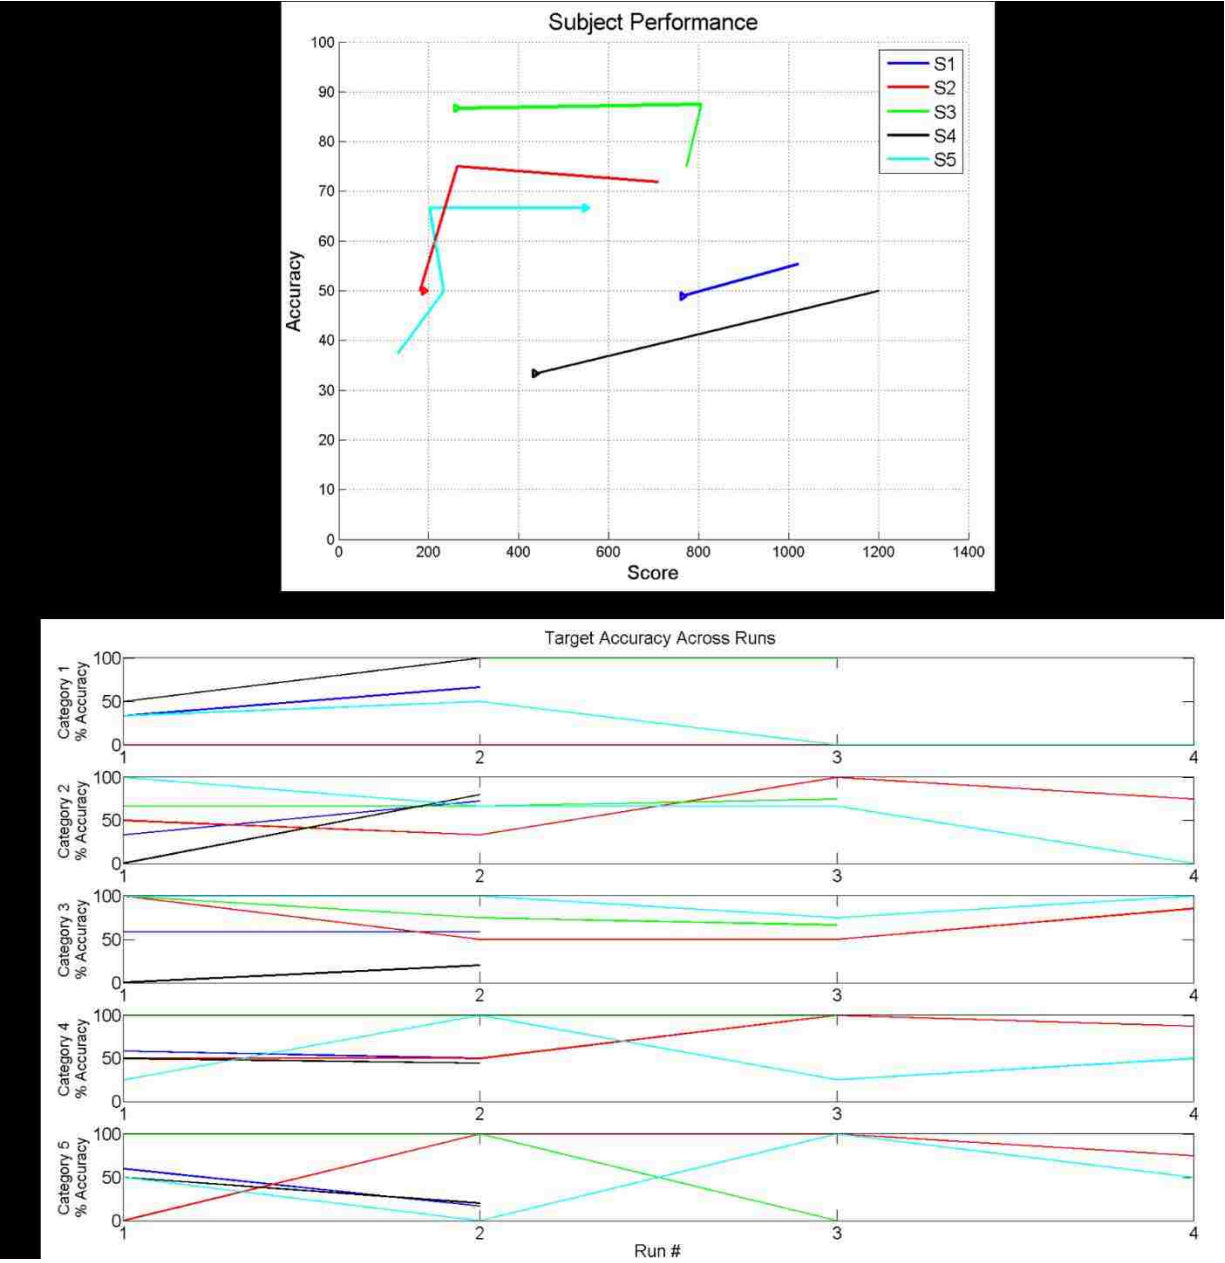 Subject Performance
100
90
80
70
60
50
40
30
20
10
0
Accuracy
S1
S2
S3
S4
S5
0 200 400 600 800 1000 1200 1400
Score
Target Accuracy Across Runs
Category 1
% Accuracy
100
50
0
1 2 3 4
Category 2
% Accuracy
100
50
0
1 2 3 4
Category 3
% Accuracy
100
50
0
1 2 3 4
Category 4
% Accuracy
100
50
0
1 2 3 4
Category 5
% Accuracy
100
50
0
1 2 3 4
Run #